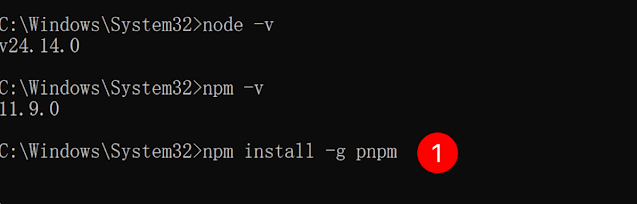 C:\Windows\System32>node -v
v24.14.0
C:\Windows\System32>npm -v
11.9.0
C:\Windows\System32>npm install -g pnpm
1